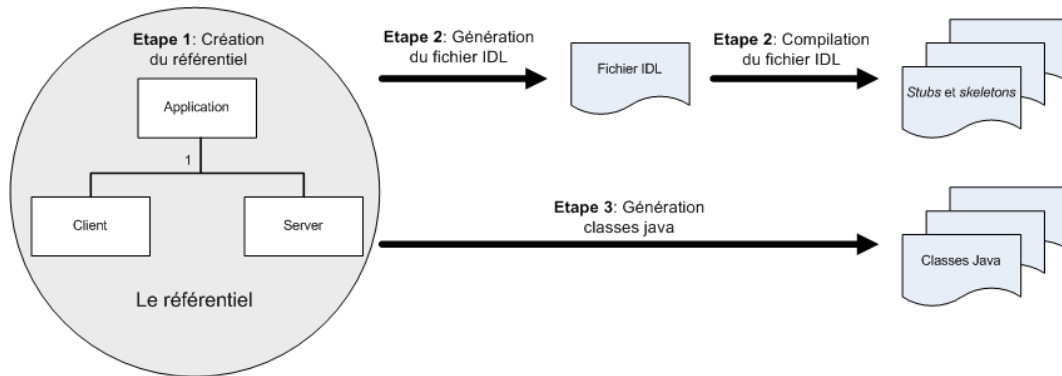 Etape 1: Création
du référentiel
Application
1
Client
Server
Le référentiel
Etape 2: Génération
du fichier IDL
Fichier IDL
Etape 2: Compilation
du fichier IDL
Stubs et skeletons
Etape 3: Génération
classes java
Classes Java